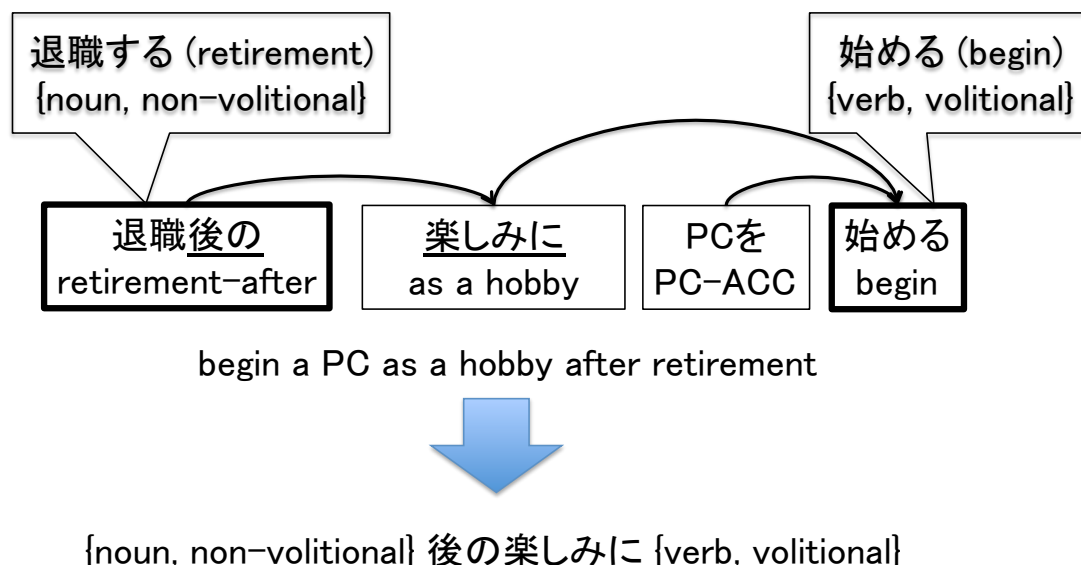 退職する (retirement)
{noun, non-volitional}
始める (begin)
{verb, volitional}
退職後の
retirement-after
楽しみに
as a hobby
PCを
PC-ACC
始める
begin
begin a PC as a hobby after retirement
{noun, non-volitional} 後の楽しみに {verb, volitional}